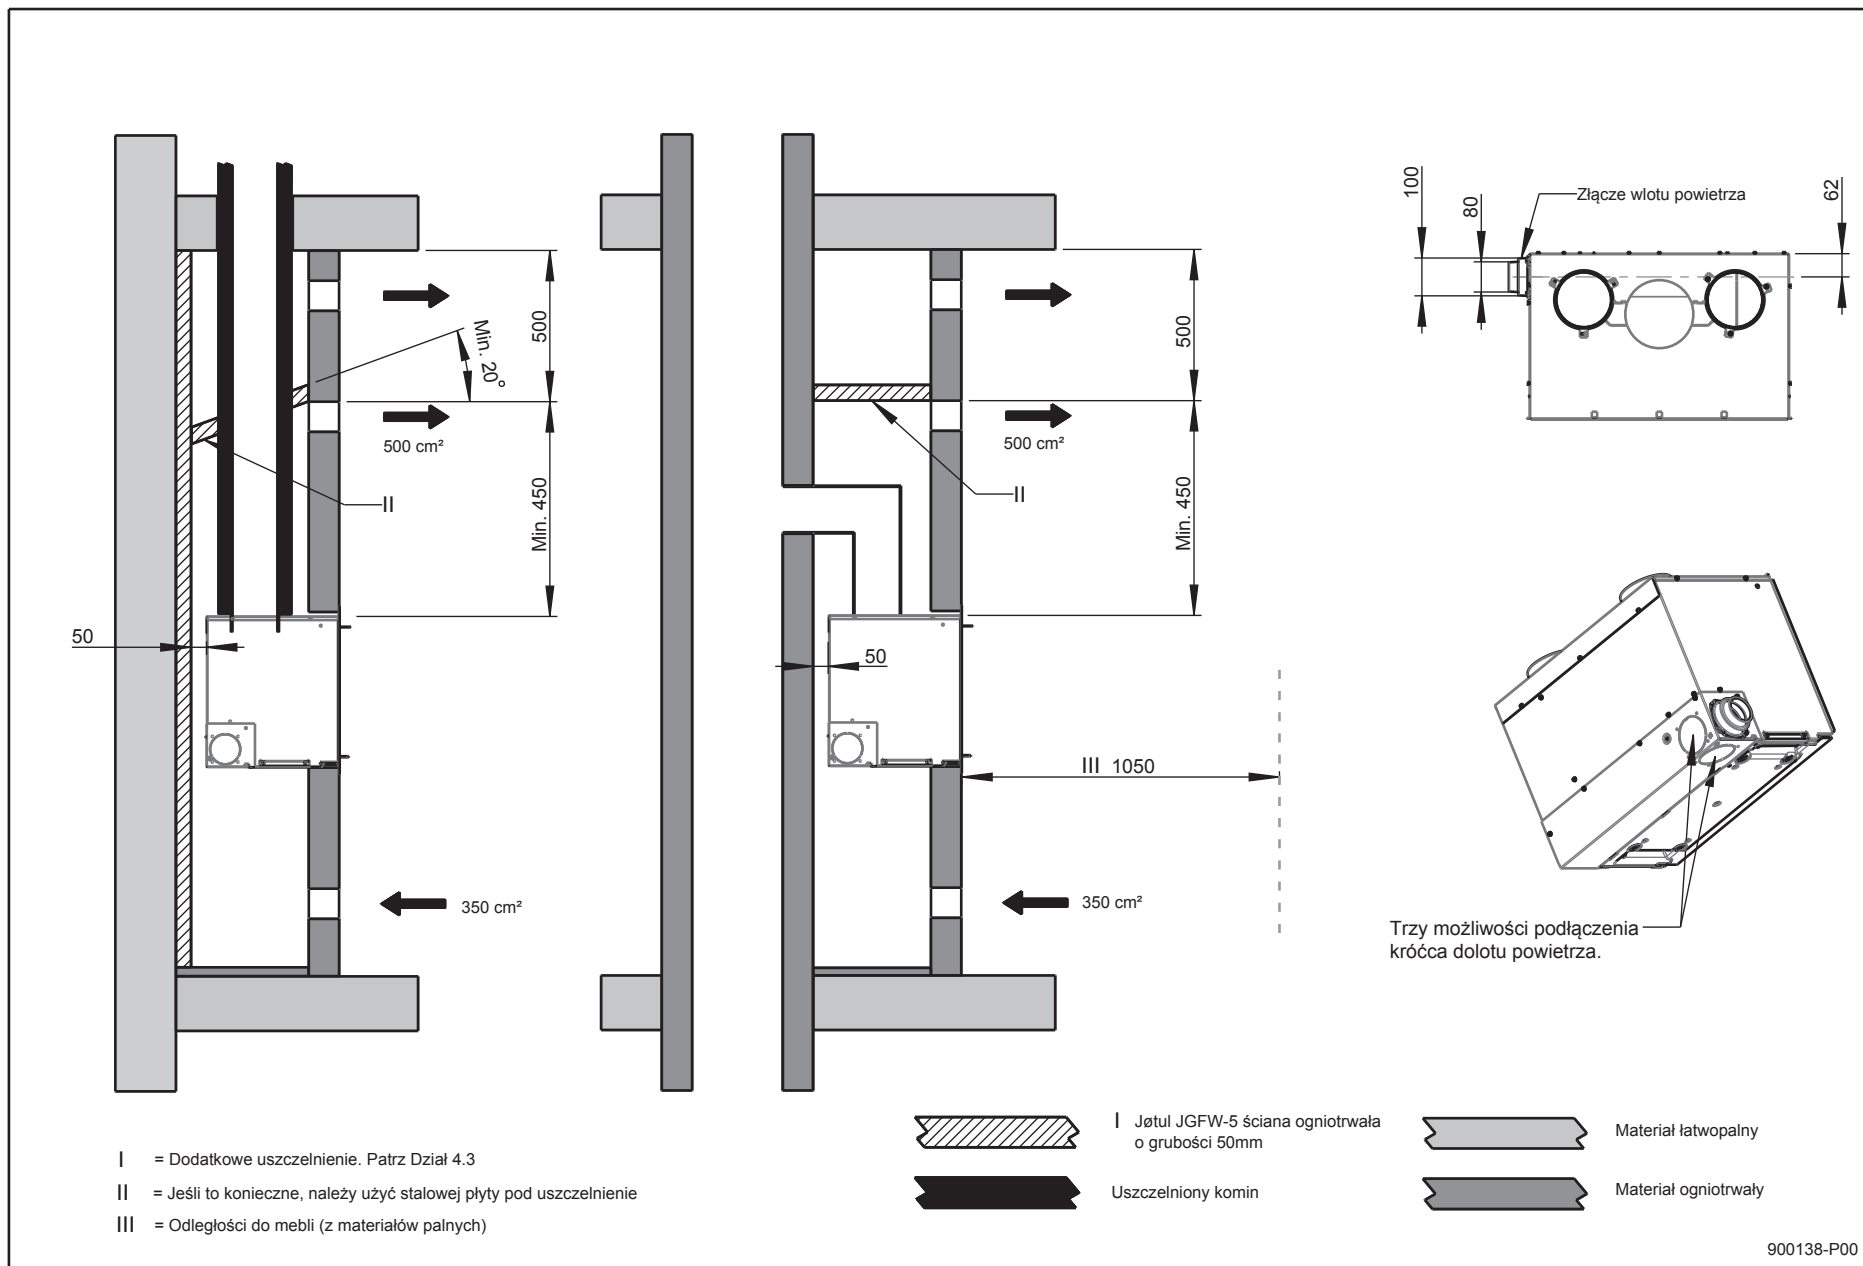 Min. 20°
500
500 cm²
II
Min. 450
50
350 cm²
500
500 cm²
II
Min. 450
50
III 1050
350 cm²
100
80
Złącze wlotu powietrza
62
Trzy możliwości podłączenia
króćca dolotu powietrza.
I = Dodatkowe uszczelnienie. Patrz Dział 4.3
II = Jeśli to konieczne, należy użyć stalowej płyty pod uszczelnienie
III = Odległości do mebli (z materiałów palnych)
I Jøtul JGFW-5 ściana ogniotrwała
o grubości 50mm
Uszczelniony komin
Materiał łatwopalny
Materiał ogniotrwały
900138-P00